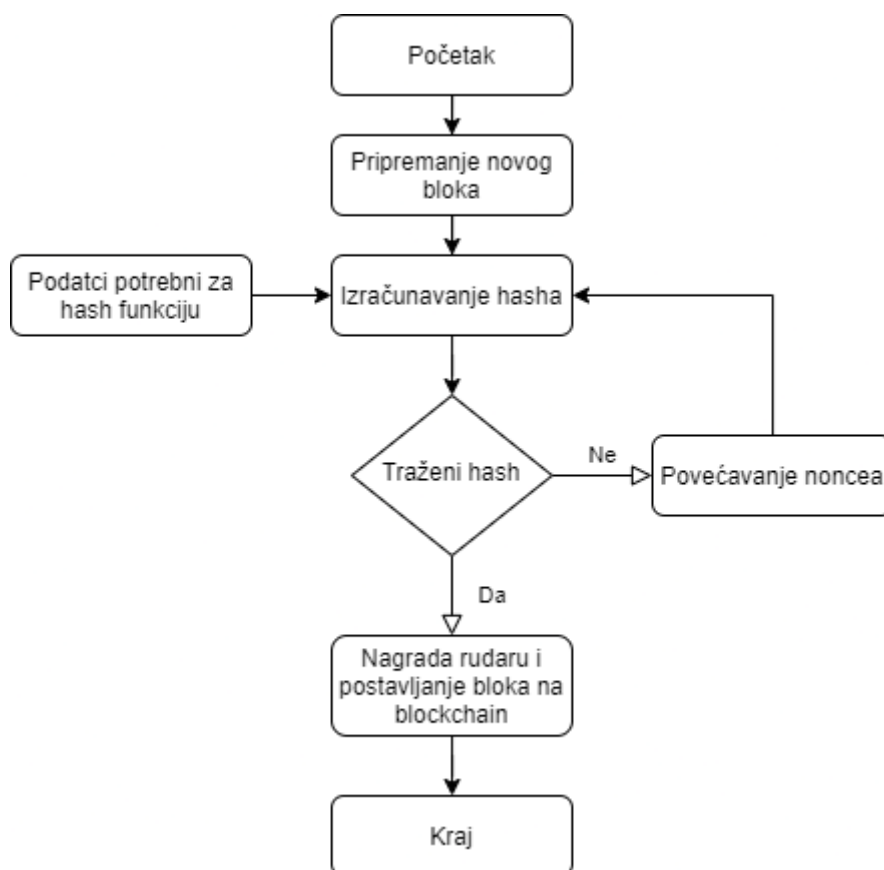 Početak
Pripremanje novog
bloka
Podatci potrebni za
hash funkciju
Izračunavanje hasha
Traženi hash
Ne
Povećavanje noncea
Da
Nagrada rudaru i
postavljanje bloka na
blockchain
Kraj